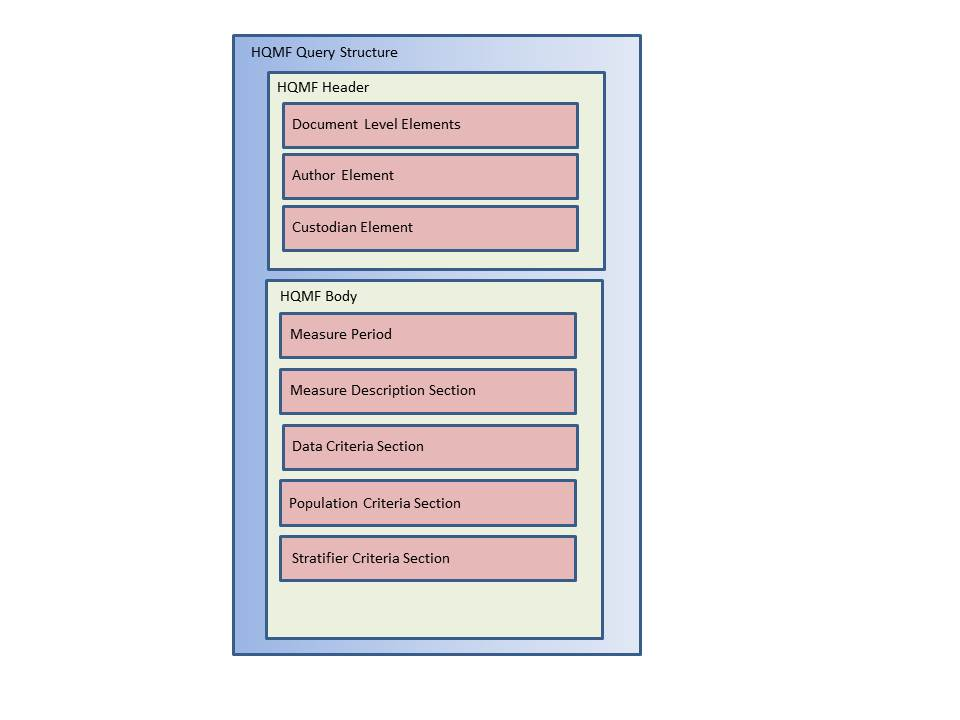 HQMF Query Structure
HQMF Header
Document Level Elements
Author Element
Custodian Element
HQMF Body
Measure Period
Measure Description Section
Data Criteria Section
Population Criteria Section
Stratifier Criteria Section